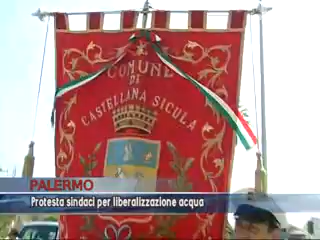 COMUNE
DI
CASTELLANA SICULA
PALERMO
Protesta sindaci per liberalizzazione acqua